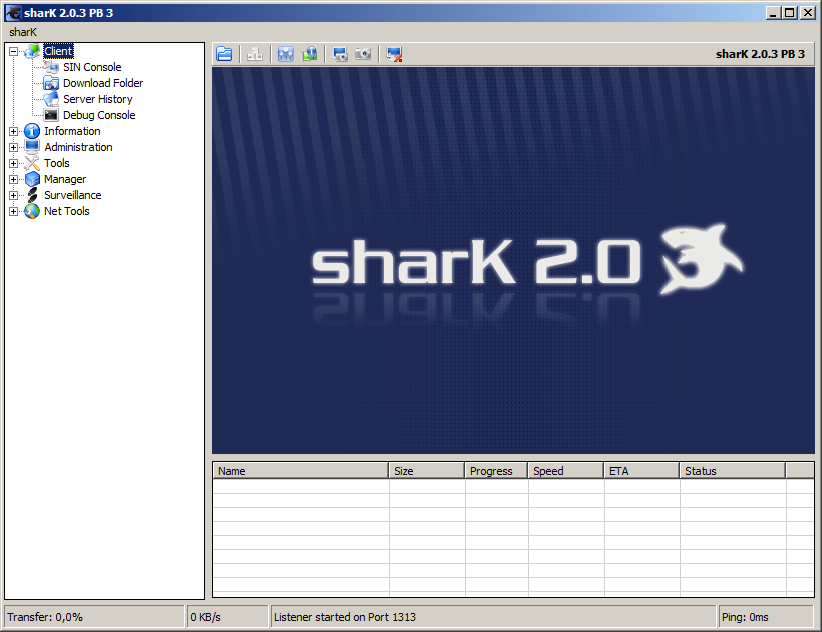 sharK 2.0.3 PB 3
sharK
Client
SIN Console
Download Folder
Server History
Debug Console
Information
Administration
Tools
Manager
Surveillance
Net Tools
sharK 2.0.3 PB 3
sharK 2.0
Name Size Progress Speed ETA Status
Transfer: 0,0% 0 KB/s Listener started on Port 1313 Ping: 0ms